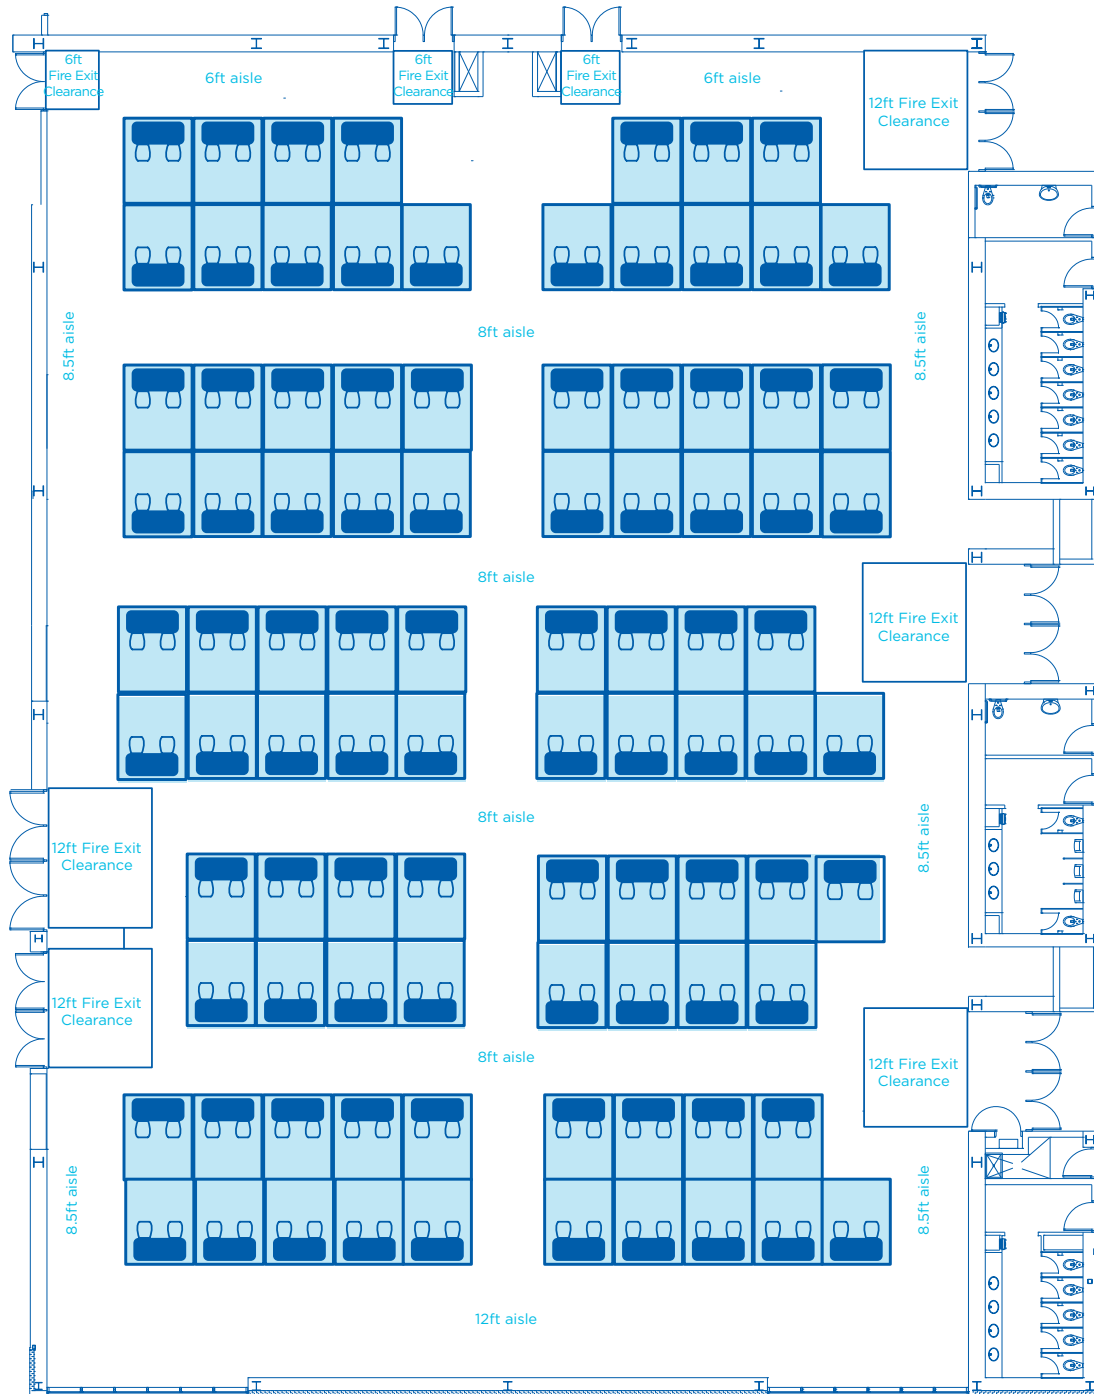 6ft
Fire Exit
Clearance
6ft aisle
6ft
Fire Exit
Clearance
6ft
Fire Exit
Clearance
6ft aisle
12ft Fire Exit
Clearance
8.5ft aisle
8ft aisle
8.5ft aisle
8ft aisle
12ft Fire Exit
Clearance
8ft aisle
12ft Fire Exit
Clearance
8.5ft aisle
12ft Fire Exit
Clearance
8ft aisle
12ft Fire Exit
Clearance
8.5ft aisle
8.5ft aisle
12ft aisle